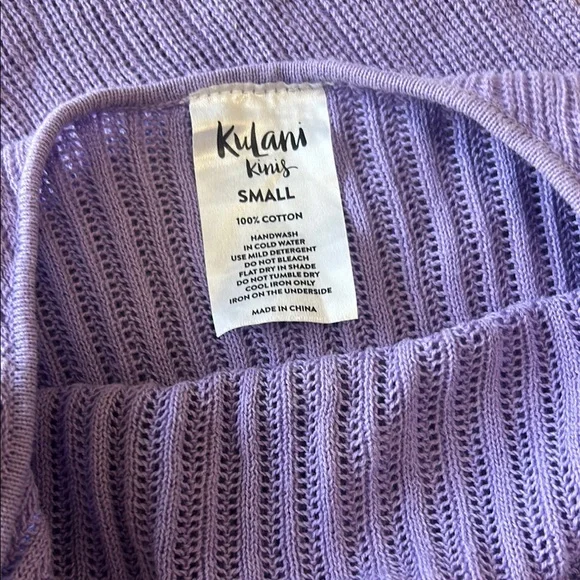 Kulani
Kinis
SMALL
100% COTTON
HANDWASH
IN COLD WATER
USE MILD DETERGENT
DO NOT BLEACH
FLAT DRY IN SHADE
DO NOT TUMBLE DRY
COOL IRON ONLY
IRON ON THE UNDERSIDE
MADE IN CHINA